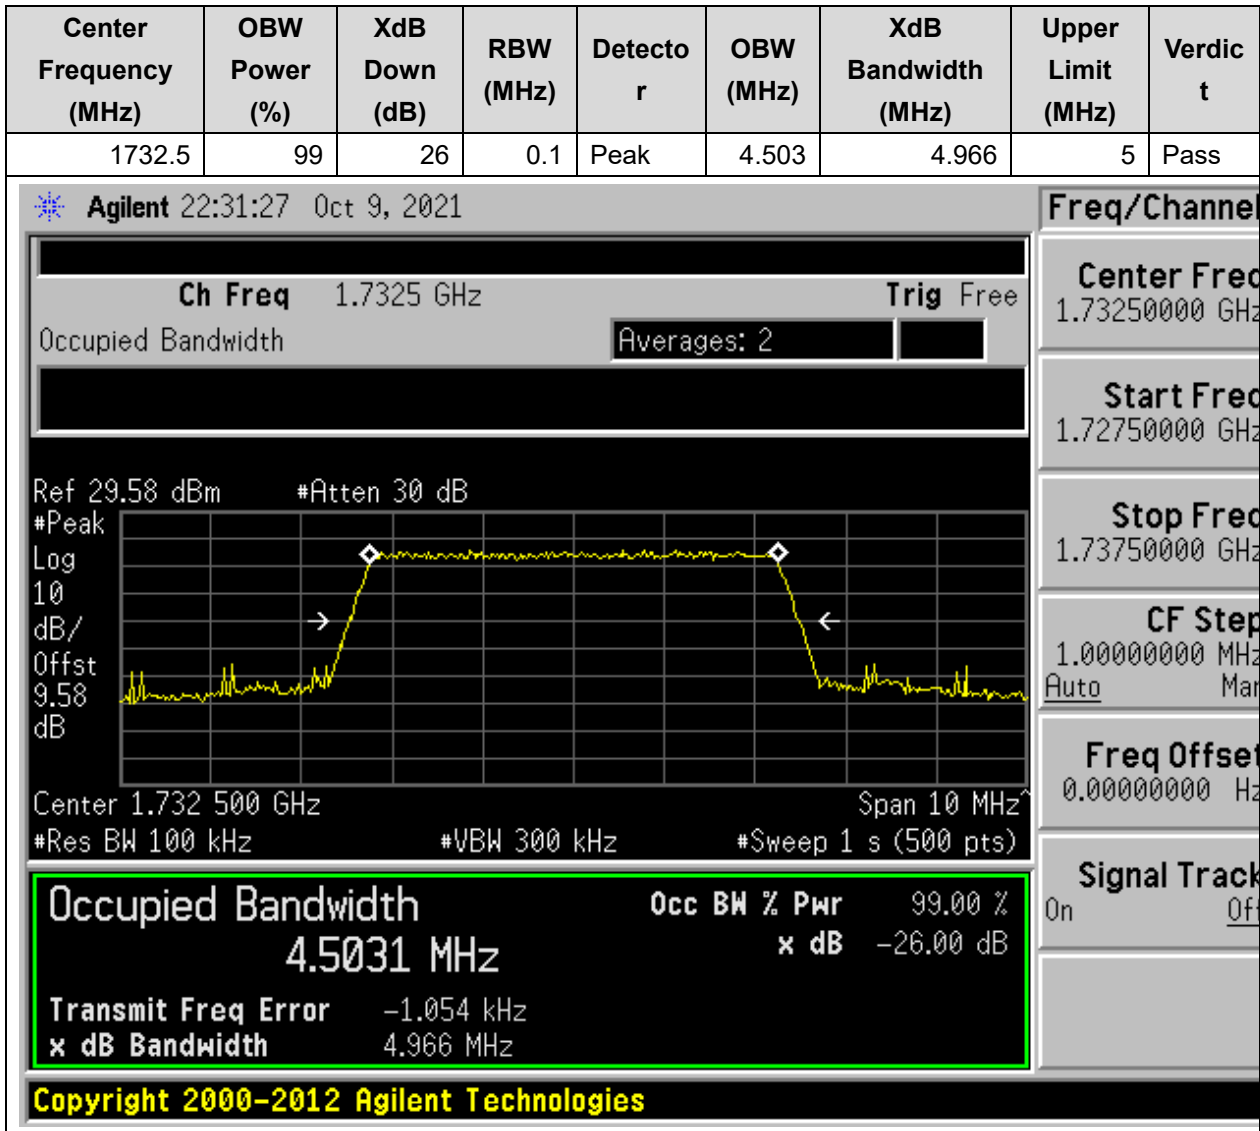 Center Frequency (MHz) OBW Power (%) XdB Down (dB) RBW (MHz) Detector OBW (MHz) XdB Bandwidth (MHz) Upper Limit (MHz) Verdict
1732.5 99 26 0.1 Peak 4.503 4.966 5 Pass
Agilent 22:31:27 Oct 9, 2021
Freq/Channel
Ch Freq 1.7325 GHz Trig Free
Occupied Bandwidth Averages: 2
Center Freq
1.73250000 GHz
Start Freq
1.72750000 GHz
Stop Freq
1.73750000 GHz
CF Step
1.00000000 MHz
Auto Man
Freq Offset
0.00000000 Hz
Signal Track
On Off
Ref 29.58 dBm #Atten 30 dB
#Peak
Log
10
dB/
Offst
9.58
dB
Center 1.732 500 GHz Span 10 MHz^
#Res BW 100 kHz #VBW 300 kHz #Sweep 1 s (500 pts)
Occupied Bandwidth Occ BW % Pwr 99.00 %
4.5031 MHz x dB -26.00 dB
Transmit Freq Error -1.054 kHz
x dB Bandwidth 4.966 MHz
Copyright 2000-2012 Agilent Technologies